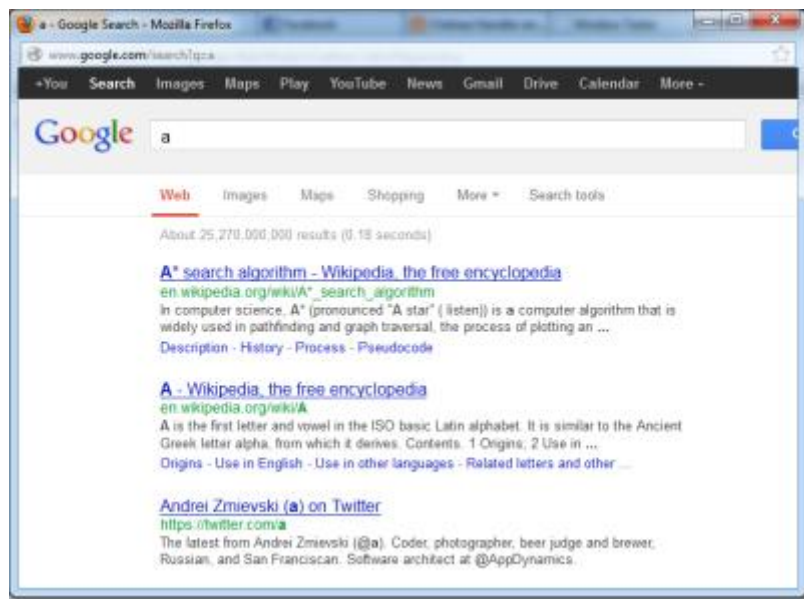 a - Google Search - Mozilla Firefox
www.google.com/search?q=a
+You Search Images Maps Play YouTube News Gmail Drive Calendar More
Google a
Web Images Maps Shopping More Search tools
About 25,270,000,000 results (0.18 seconds)
A* search algorithm - Wikipedia, the free encyclopedia
en.wikipedia.org/wiki/A*_search_algorithm
In computer science, A* (pronounced "A star" ( listen)) is a computer algorithm that is
widely used in pathfinding and graph traversal, the process of plotting an ...
Description - History - Process - Pseudocode
A - Wikipedia, the free encyclopedia
en.wikipedia.org/wiki/A
A is the first letter and vowel in the ISO basic Latin alphabet. It is similar to the Ancient
Greek letter alpha, from which it derives. Contents. 1 Origins; 2 Use in ...
Origins - Use in English - Use in other languages - Related letters and other ...
Andrei Zmievski (a) on Twitter
https://twitter.com/a
The latest from Andrei Zmievski (@a). Coder, photographer, beer judge and brewer,
Russian, and San Franciscan. Software architect at @AppDynamics.